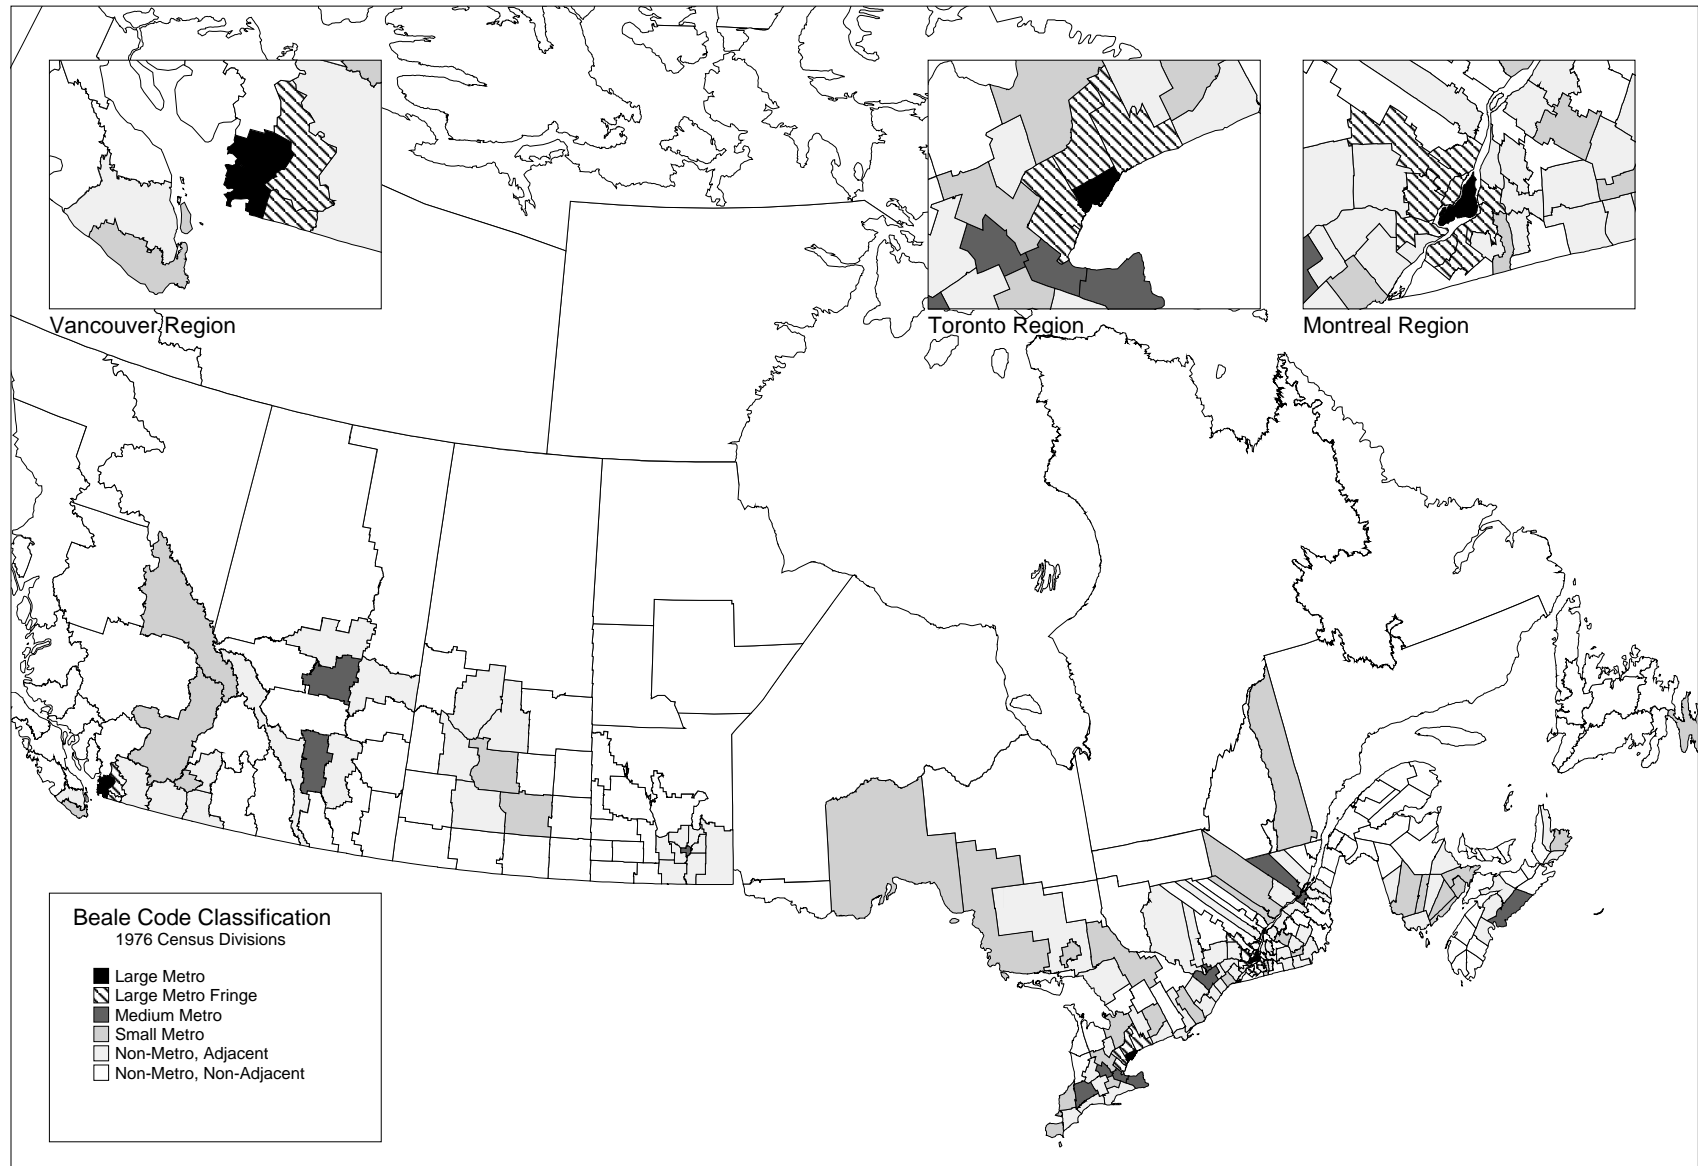 Vancouver Region
Toronto Region
Montreal Region
Beale Code Classification
1976 Census Divisions
Large Metro
Large Metro Fringe
Medium Metro
Small Metro
Non-Metro, Adjacent
Non-Metro, Non-Adjacent